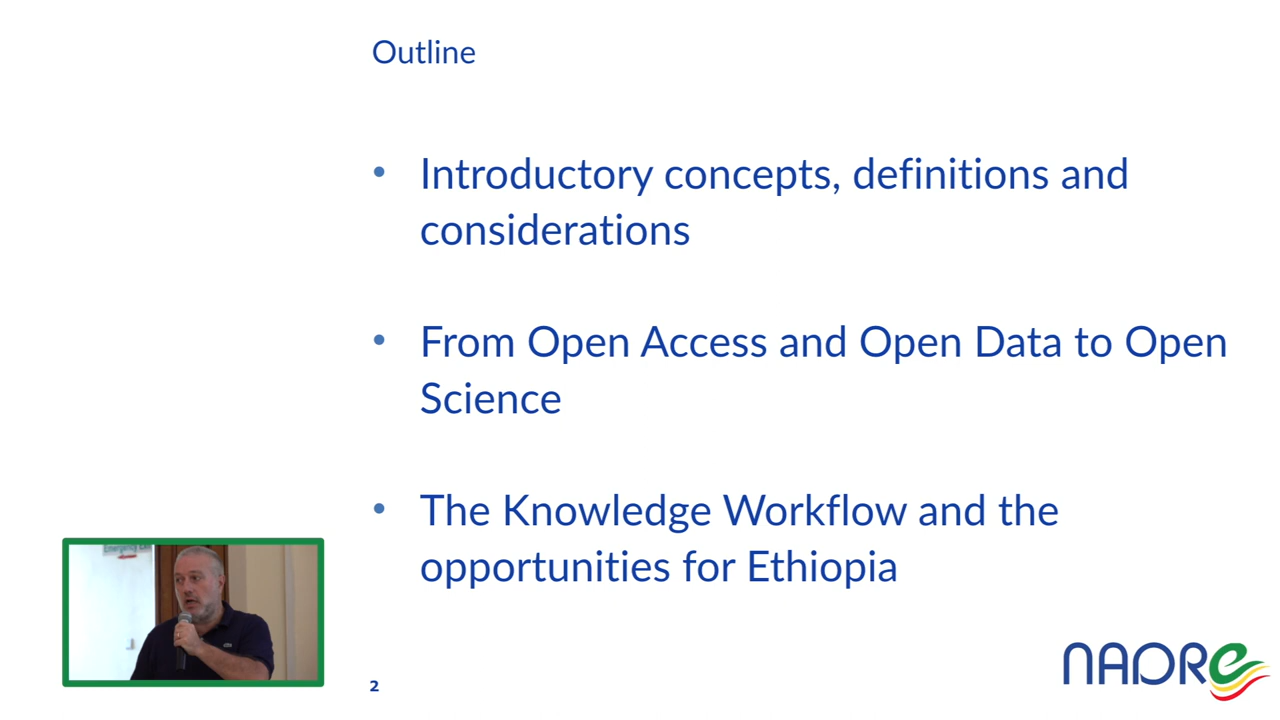 Outline
• Introductory concepts, definitions and
considerations
• From Open Access and Open Data to Open
Science
• The Knowledge Workflow and the
opportunities for Ethiopia
2
NADRe